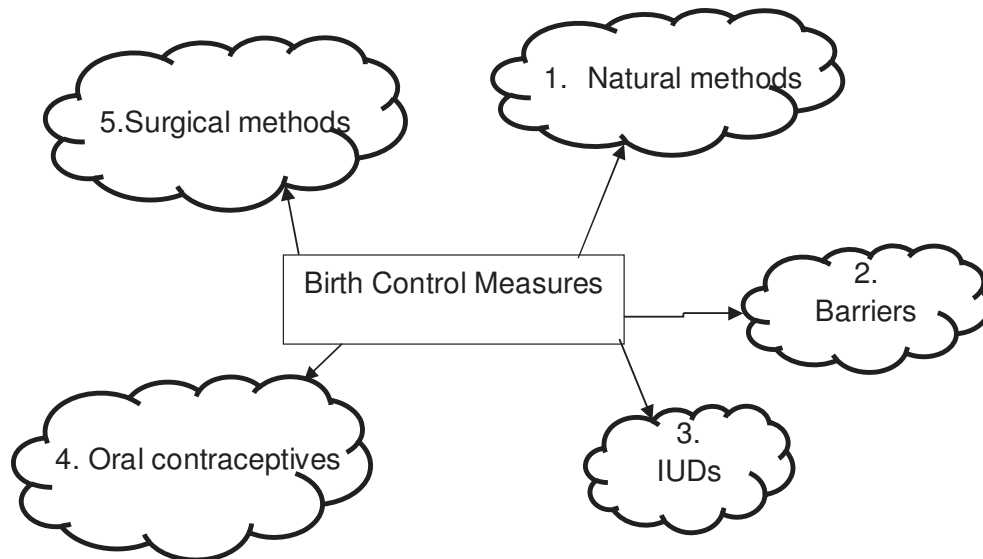 Birth Control Measures
1. Natural methods
2.
Barriers
3.
IUDs
4. Oral contraceptives
5.Surgical methods